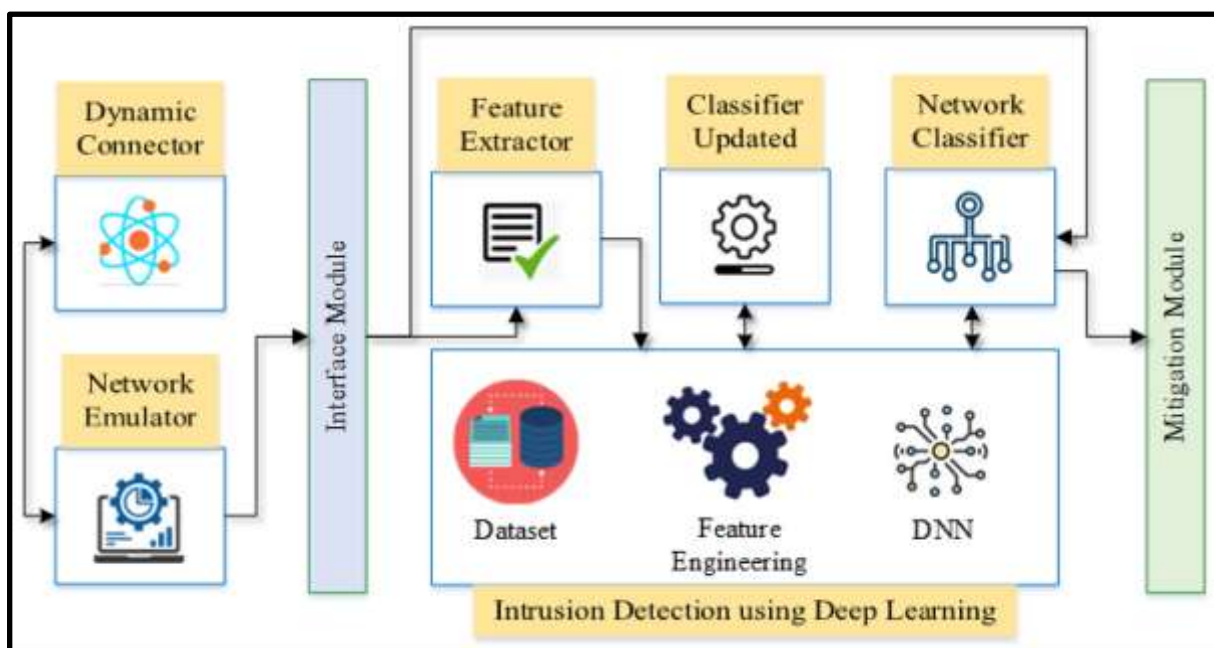 Dynamic
Connector
Network
Emulator
Interface Module
Feature
Extractor
Classifier
Updated
Network
Classifier
Dataset
Feature
Engineering
DNN
Intrusion Detection using Deep Learning
Mitigation Module